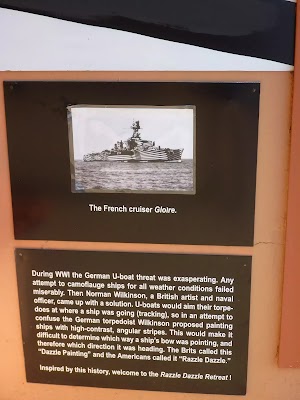 The French cruiser Gloire.
During WWI the German U-boat threat was exasperating. Any
attempt to camoflauge ships for all weather conditions failed
miserably. Then Norman Wilkinson, a British artist and naval
officer, came up with a solution. U-boats would aim their torpe-
does at where a ship was going (tracking), so in an attempt to
confuse the German torpedoist Wilkinson proposed painting
ships with high-contrast, angular stripes. This would make it
difficult to determine which way a ship's bow was pointing, and
therefore which direction it was heading. The Brits called this
"Dazzle Painting" and the Americans called it "Razzle Dazzle."
Inspired by this history, welcome to the Razzle Dazzle Retreat !